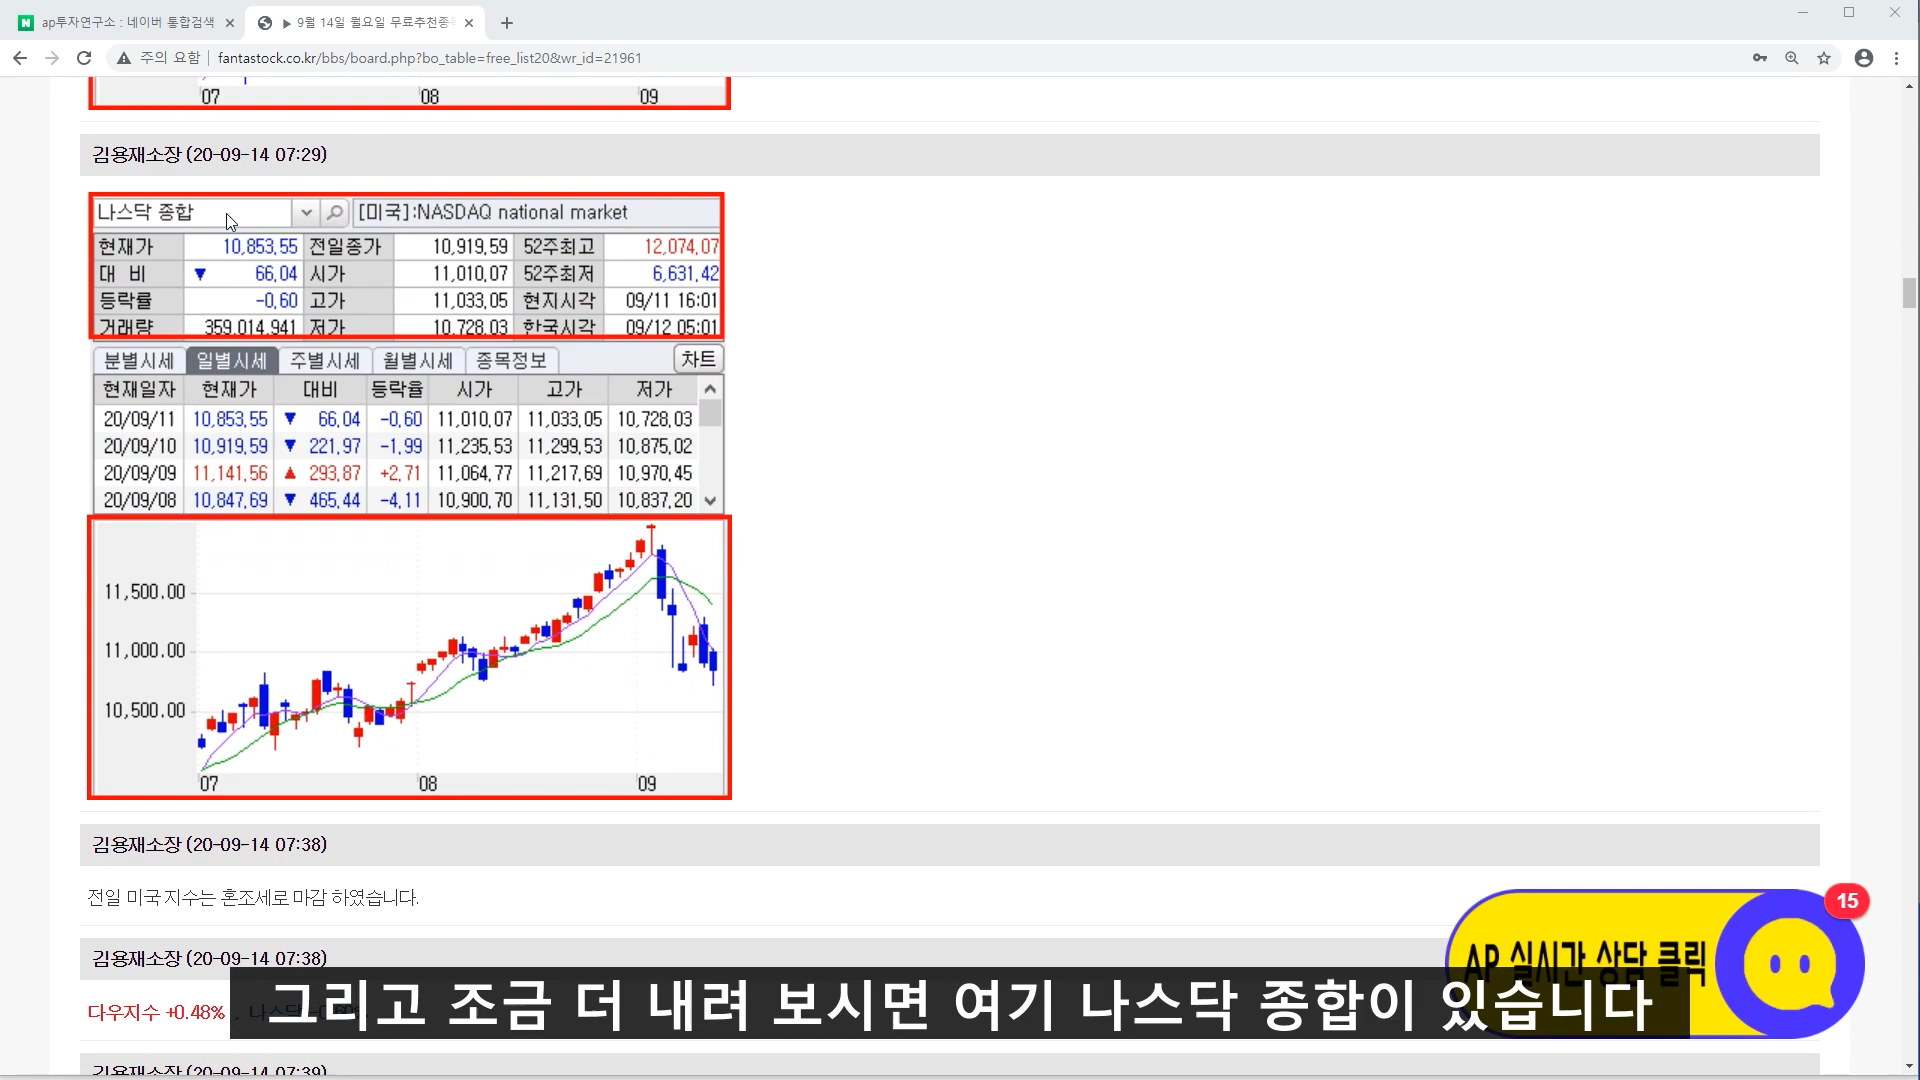 ap투자연구소 : 네이버 통합검색
▶ 9월 14일 월요일 무료추천종목
주의 요함 | fantastock.co.kr/bbs/board.php?bo_table=free_list20&wr_id=21961
07 08 09
김용재소장 (20-09-14 07:29)
나스닥 종합 [미국]:NASDAQ national market
현재가 10,853.55 전일종가 10,919.59 52주최고 12,074.07
대 비 ▼ 66.04 시가 11,010.07 52주최저 6,631.42
등락률 -0.60 고가 11,033.05 현지시각 09/11 16:01
거래량 359,014,941 저가 10,728.03 한국시각 09/12 05:01
분별시세 일별시세 주별시세 월별시세 종목정보 차트
현재일자 현재가 대비 등락율 시가 고가 저가
20/09/11 10,853.55 ▼ 66.04 -0.60 11,010.07 11,033.05 10,728.03
20/09/10 10,919.59 ▼ 221.97 -1.99 11,235.53 11,299.53 10,875.02
20/09/09 11,141.56 ▲ 293.87 +2.71 11,064.77 11,217.69 10,970.45
20/09/08 10,847.69 ▼ 465.44 -4.11 10,900.70 11,131.50 10,837.20
11,500.00
11,000.00
10,500.00
07 08 09
김용재소장 (20-09-14 07:38)
전일 미국 지수는 혼조세로 마감 하였습니다.
15
AP 실시간 상담 클릭
김용재소장 (20-09-14 07:38)
다우지수 +0.48%
그리고 조금 더 내려 보시면 여기 나스닥 종합이 있습니다
김용재소장 (20-09-14 07:39)